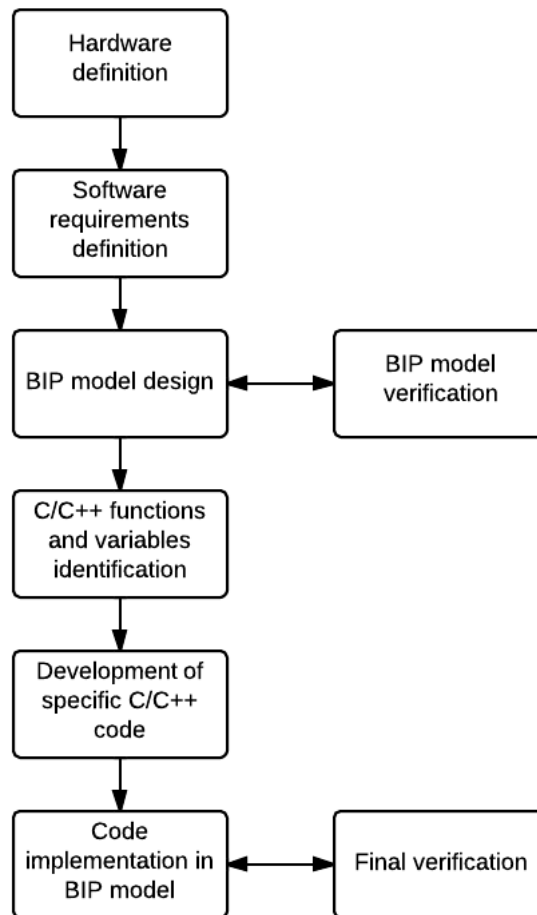 Hardware
definition
Software
requirements
definition
BIP model design
BIP model
verification
C/C++ functions
and variables
identification
Development of
specific C/C++
code
Code
implementation in
BIP model
Final verification